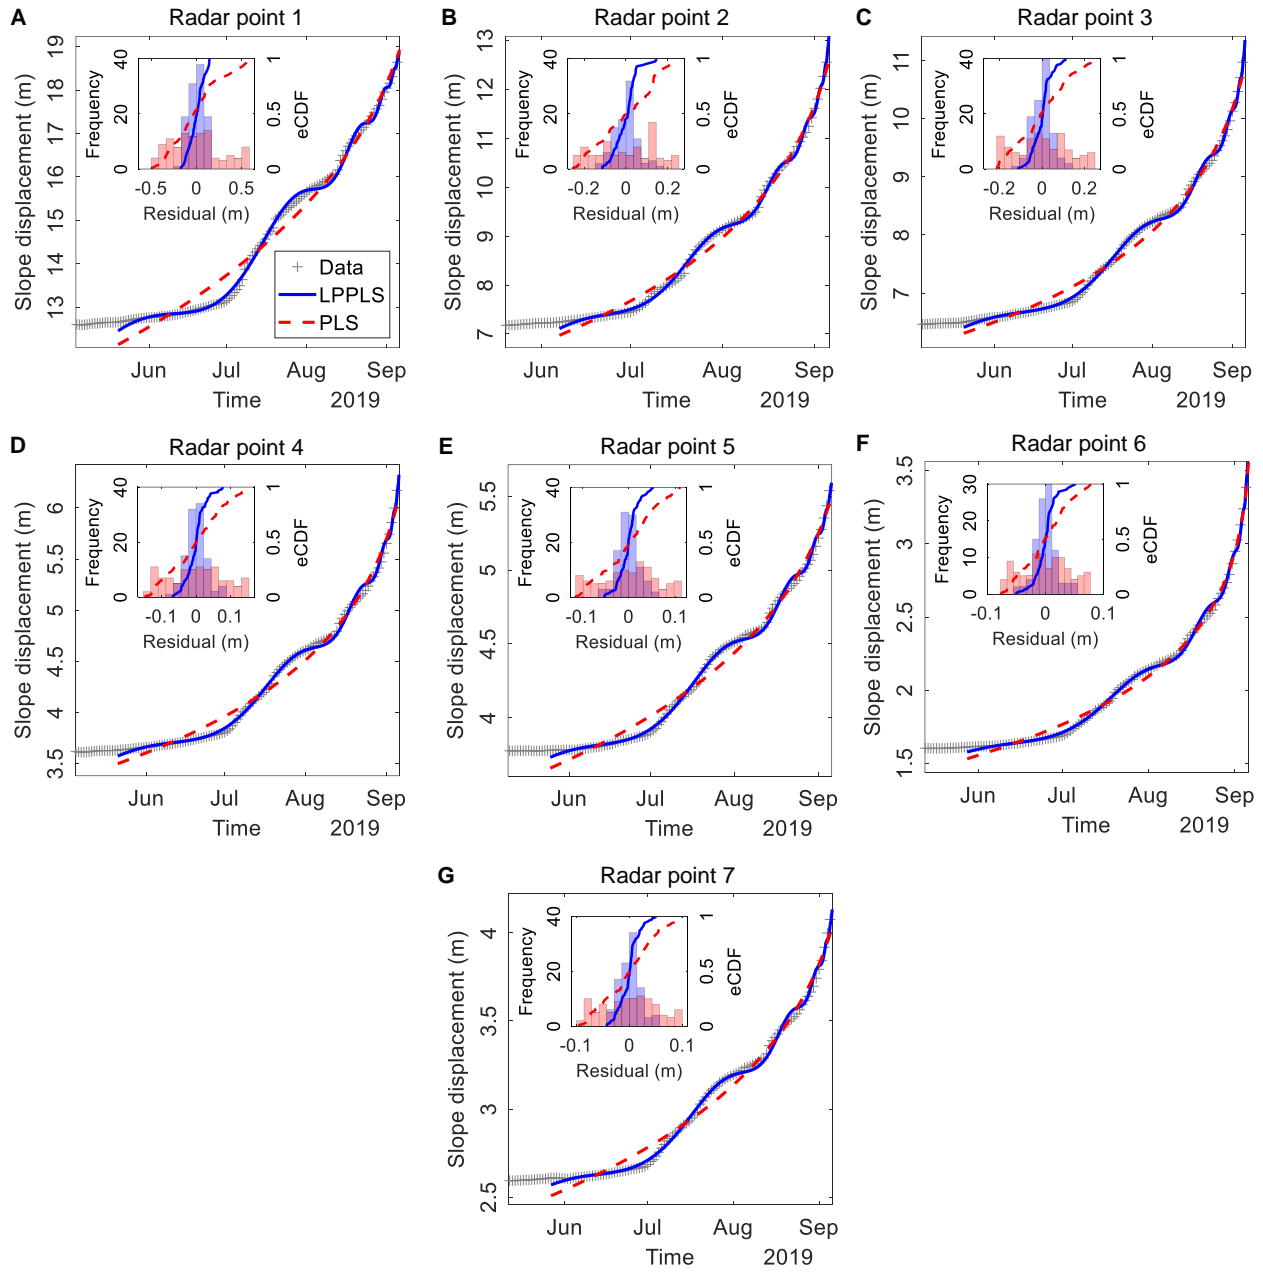 A
Radar point 1
Slope displacement (m)
19
18
17
16
15
14
13
Jun
Jul
Aug
Sep
Time
2019
Frequency
40
20
0
1
0.5
0
eCDF
-0.5
0
0.5
Residual (m)
Data
LPPLS
PLS
B
Radar point 2
Slope displacement (m)
13
12
11
10
9
8
7
Jun
Jul
Aug
Sep
Time
2019
Frequency
40
20
0
1
0.5
0
eCDF
-0.2
0
0.2
Residual (m)
C
Radar point 3
Slope displacement (m)
11
10
9
8
7
Jun
Jul
Aug
Sep
Time
2019
Frequency
40
20
0
1
0.5
0
eCDF
-0.2
0
0.2
Residual (m)
D
Radar point 4
Slope displacement (m)
6
5.5
5
4.5
4
3.5
Jun
Jul
Aug
Sep
Time
2019
Frequency
40
20
0
1
0.5
0
eCDF
-0.1
0
0.1
Residual (m)
E
Radar point 5
Slope displacement (m)
5.5
5
4.5
4
Jun
Jul
Aug
Sep
Time
2019
Frequency
40
20
0
1
0.5
0
eCDF
-0.1
0
0.1
Residual (m)
F
Radar point 6
Slope displacement (m)
3.5
3
2.5
2
1.5
Jun
Jul
Aug
Sep
Time
2019
Frequency
30
20
10
0
1
0.5
0
eCDF
-0.1
0
0.1
Residual (m)
G
Radar point 7
Slope displacement (m)
4
3.5
3
2.5
Jun
Jul
Aug
Sep
Time
2019
Frequency
40
20
0
1
0.5
0
eCDF
-0.1
0
0.1
Residual (m)